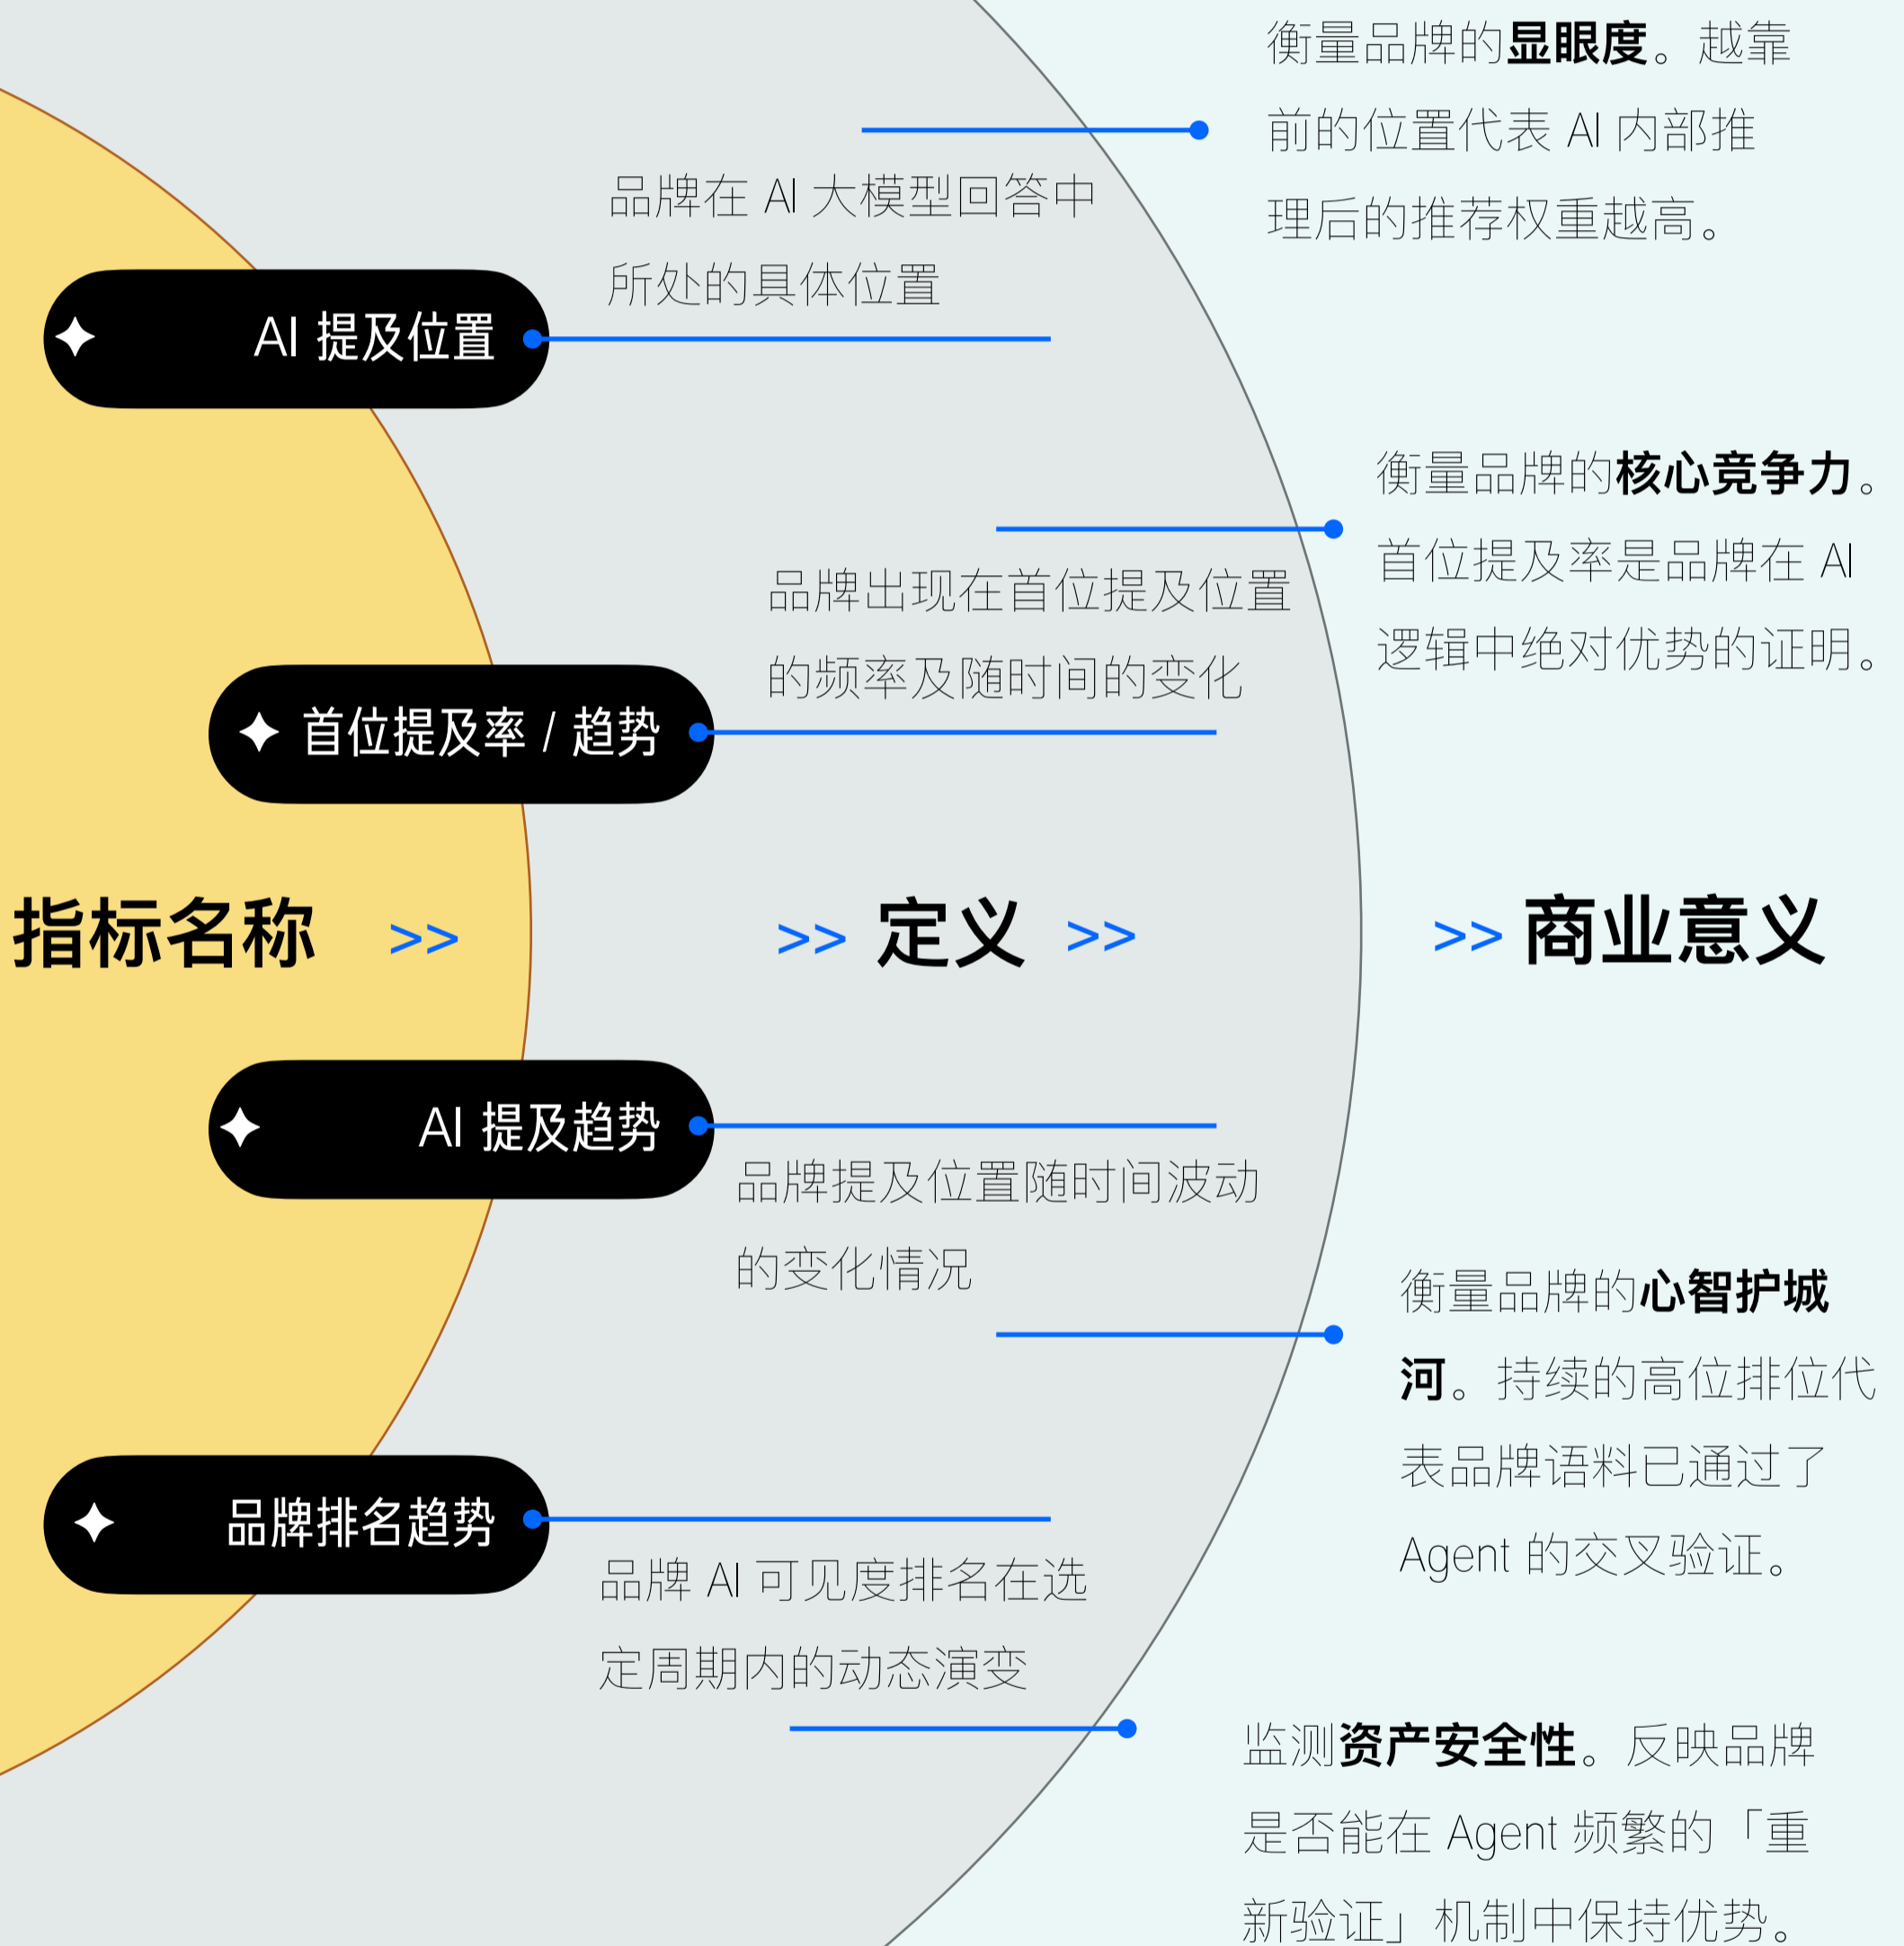 衡量品牌的显眼度。越靠
前的位置代表 AI 内部推
理后的推荐权重越高。
品牌在 AI 大模型回答中
所处的具体位置
AI 提及位置
衡量品牌的核心竞争力。
首位提及率是品牌在 AI
逻辑中绝对优势的证明。
品牌出现在首位提及位置
的频率及随时间的变化
首位提及率 / 趋势
指标名称 >> >> 定义 >> >> 商业意义
AI 提及趋势
品牌提及位置随时间波动
的变化情况
衡量品牌的心智护城
河。持续的高位排位代
表品牌语料已通过了
Agent 的交叉验证。
品牌排名趋势
品牌 AI 可见度排名在选
定周期内的动态演变
监测资产安全性。反映品牌
是否能在 Agent 频繁的「重
新验证」机制中保持优势。